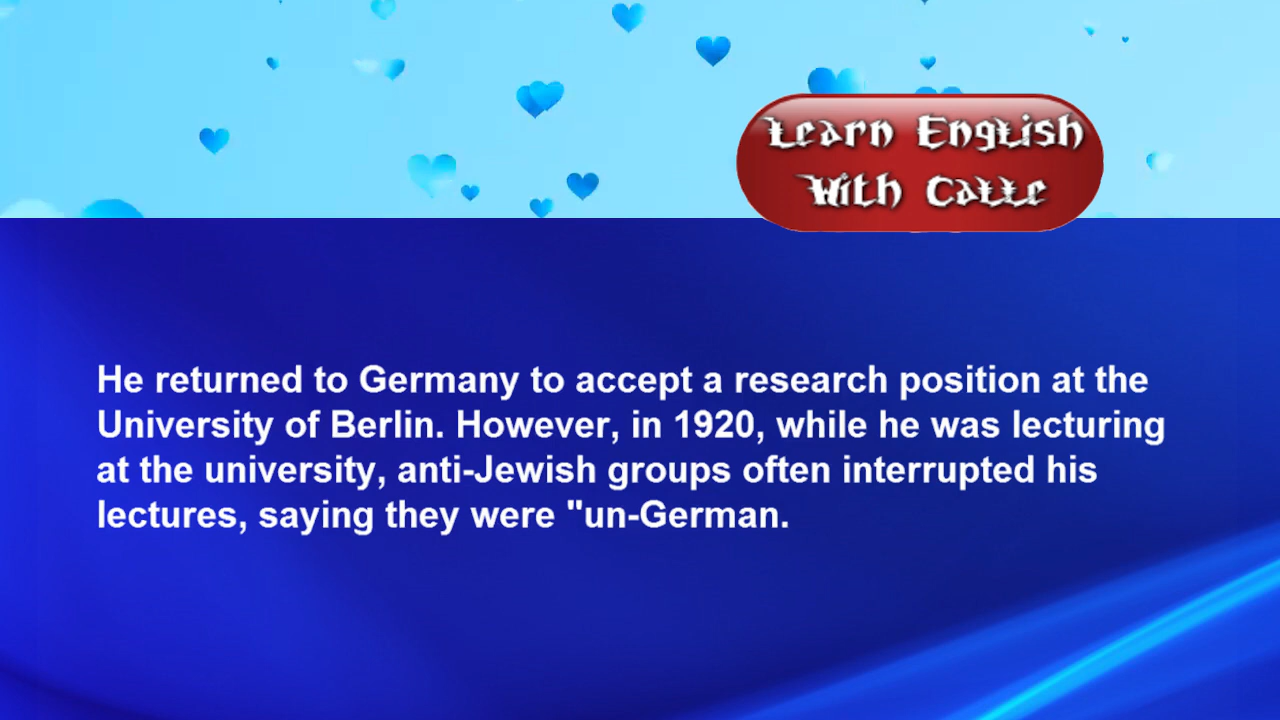 Learn English
With Catte
He returned to Germany to accept a research position at the
University of Berlin. However, in 1920, while he was lecturing
at the university, anti-Jewish groups often interrupted his
lectures, saying they were "un-German.